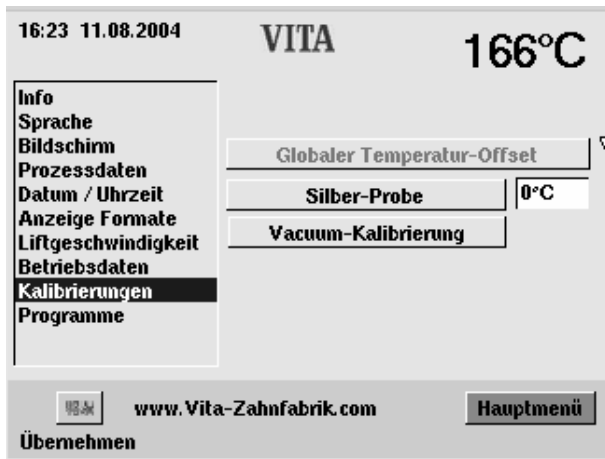 16:23 11.08.2004
VITA
166°C
Info
Sprache
Bildschirm
Prozessdaten
Datum / Uhrzeit
Anzeige Formate
Liftgeschwindigkeit
Betriebsdaten
Kalibrierungen
Programme
Globaler Temperatur-Offset
Silber-Probe
0°C
Vacuum-Kalibrierung
www.Vita-Zahnfabrik.com
Hauptmenü
Übernehmen